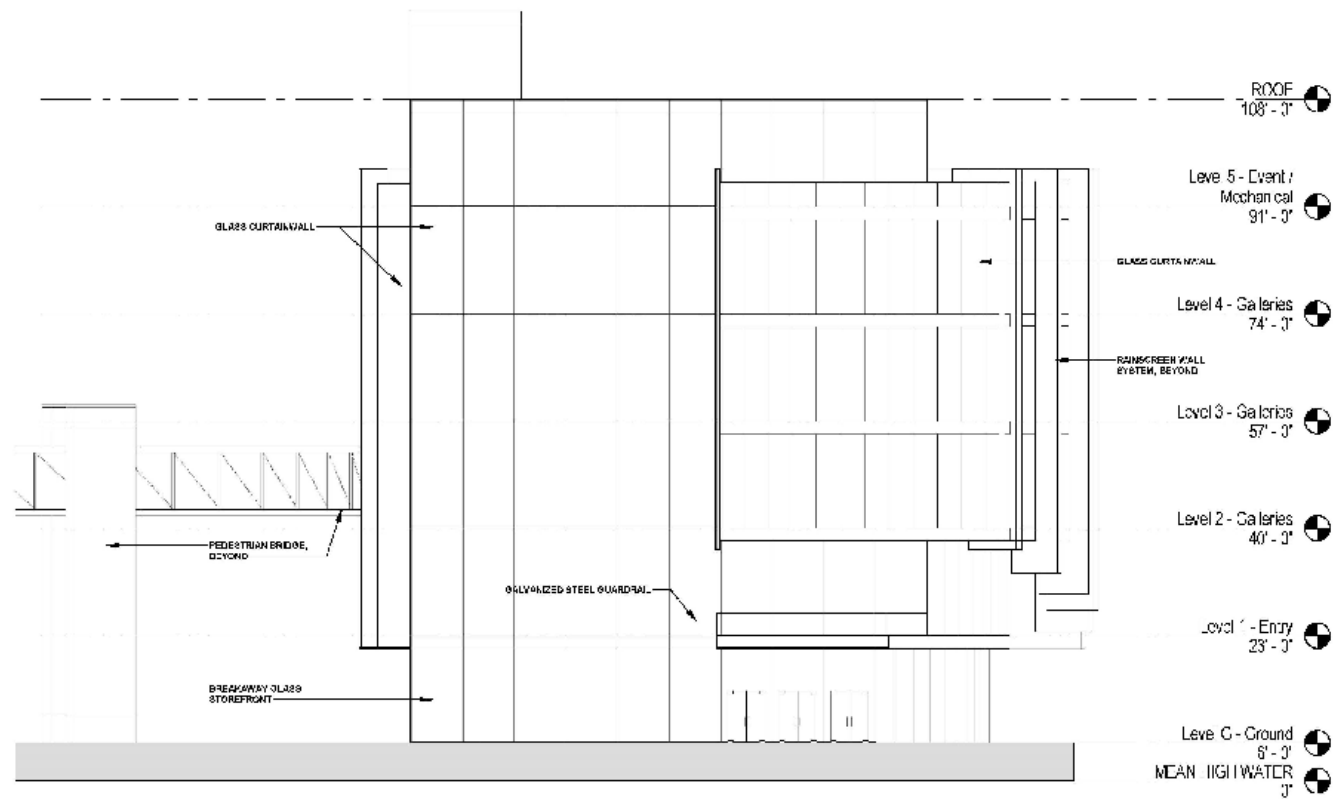 ROOF
108' - 0"
Level 5 - Event /
Mechanical
91' - 0"
GLASS CURTAINWALL
GLASS CURTAINWALL
Level 4 - Galleries
74' - 0"
RAINSCREEN WALL
SYSTEM, BEYOND
Level 3 - Galleries
57' - 0"
Level 2 - Galleries
40' - 0"
PEDESTRIAN BRIDGE,
BEYOND
GALVANIZED STEEL GUARDRAIL
Level 1 - Entry
23' - 0"
BREAKAWAY GLASS
STOREFRONT
Level G - Ground
6' - 0"
MEAN HIGH WATER
0"